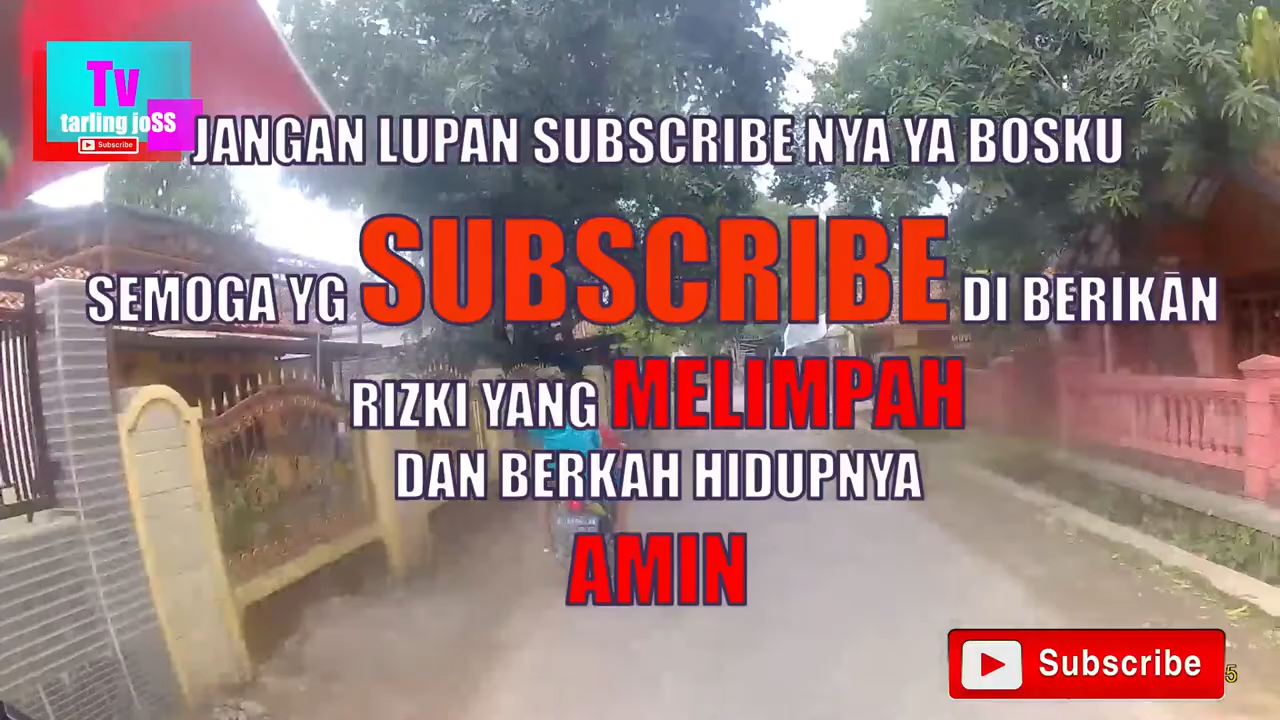 Tv
tarling joSS
Subscribe
JANGAN LUPAN SUBSCRIBE NYA YA BOSKU
SEMOGA YG SUBSCRIBE DI BERIKAN
RIZKI YANG MELIMPAH
DAN BERKAH HIDUPNYA
AMIN
Subscribe
5